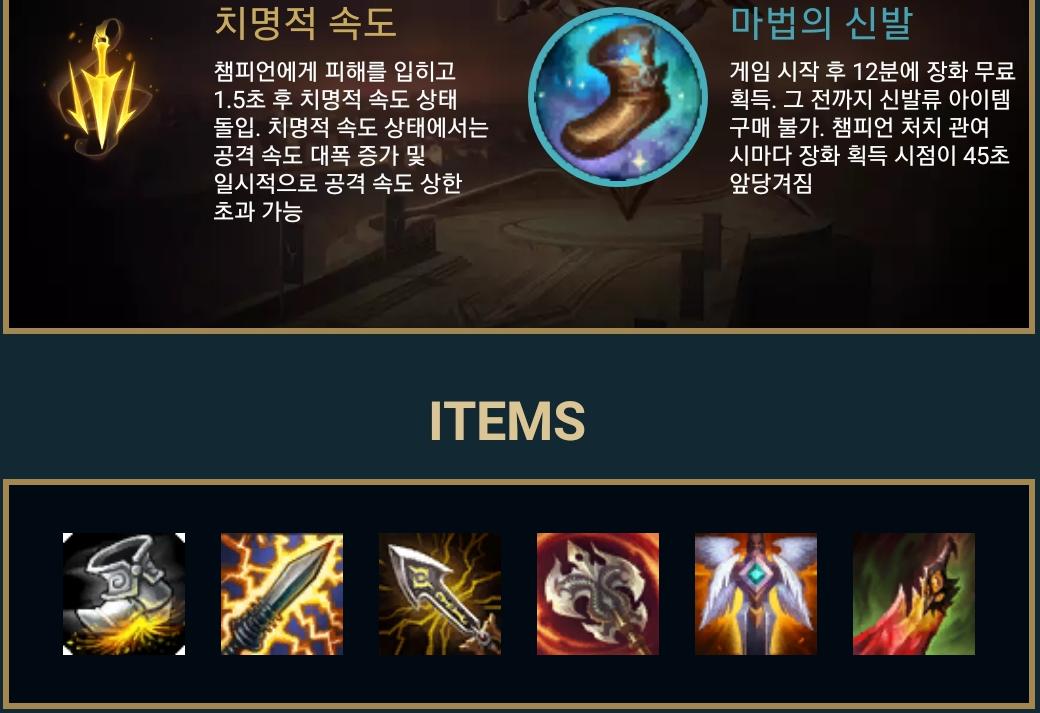 치명적 속도
챔피언에게 피해를 입히고
1.5초 후 치명적 속도 상태
돌입. 치명적 속도 상태에서는
공격 속도 대폭 증가 및
일시적으로 공격 속도 상한
초과 가능
마법의 신발
게임 시작 후 12분에 장화 무료
획득. 그 전까지 신발류 아이템
구매 불가. 챔피언 처치 관여
시마다 장화 획득 시점이 45초
앞당겨짐
ITEMS